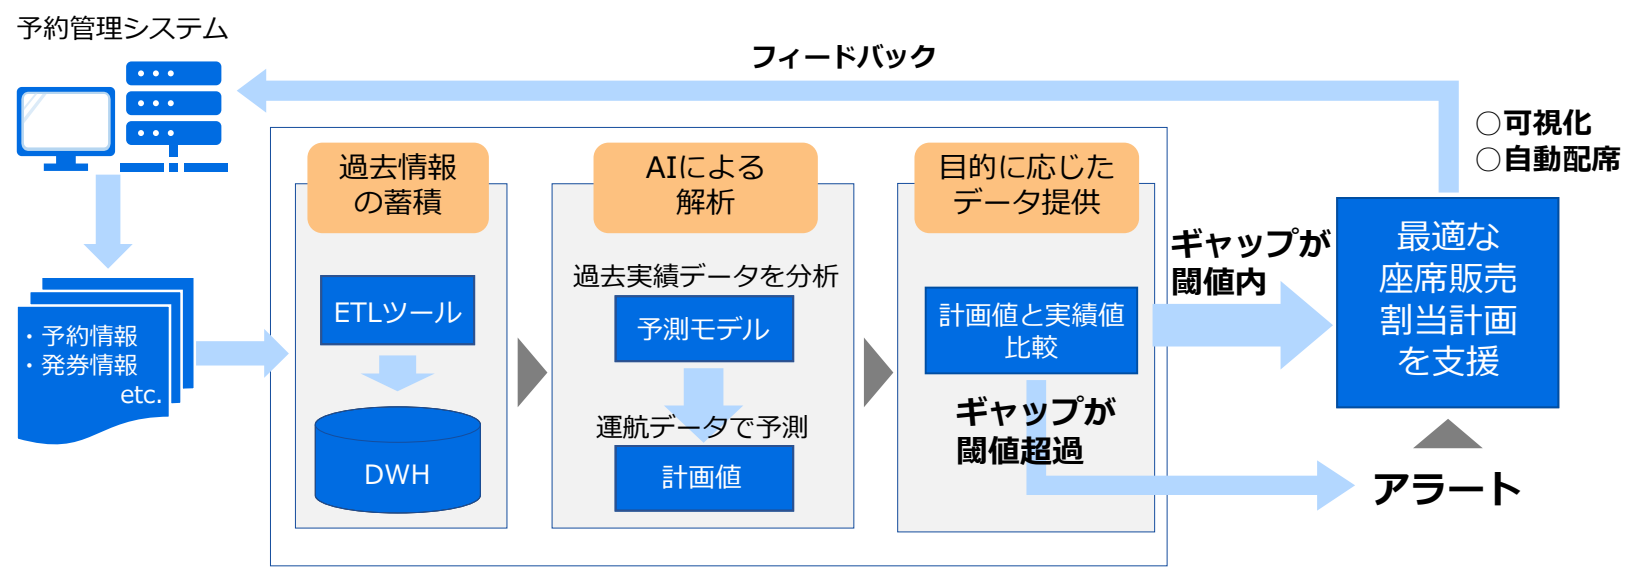 予約管理システム
フィードバック
○可視化
○自動配席
過去情報
の蓄積
AIによる
解析
目的に応じた
データ提供
ギャップが
閾値内
最適な
座席販売
割当計画
を支援
過去実績データを分析
ETLツール
予測モデル
計画値と実績値
比較
・予約情報
・発券情報
etc.
ギャップが
閾値超過
運航データで予測
DWH
計画値
アラート